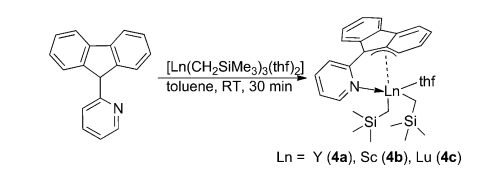 [Ln(CH₂SiMe₃)₃(thf)₂]
toluene, RT, 30 min
N
N
Ln
thf
Si
Si
Ln = Y (4a), Sc (4b), Lu (4c)